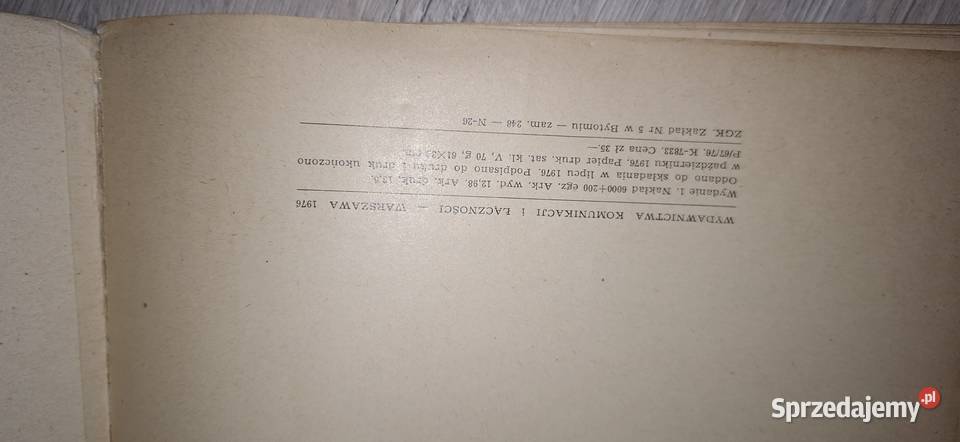 WYDAWNICTWA KOMUNIKACJI i ŁĄCZNOŚCI — WARSZAWA 1976
Wydanie 1. Nakład 6000+200 egz. Ark. wyd. 12,98. Ark. druk. 13,5.
Oddano do składania w lipcu 1976. Podpisano do druku i druk ukończono
w październiku 1976. Papier druk. sat. kl. V, 70 g, cm.
P/67/76. K-7833. Cena zł 35.—
ZGK. Zakład Nr 5 w Bytomiu — zam. 248 — N-26
Sprzedajemy.pl